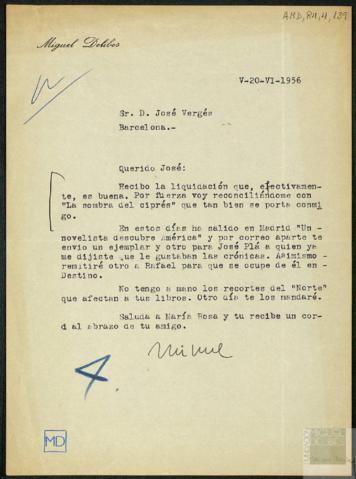 AMD,84,4,139
Miguel Delibes
V-20-VI-1956
Sr. D. José Vergés
Barcelona.-
Querido José:
Recibo la liquidación que, efectivamen-
te, es buena. Por fuerza voy reconciliándome con
"La sombra del ciprés" que tan bien se porta conmi
go.
En estos días ha salido en Madrid "Un
novelista descubre América" y por correo aparte te
envio un ejemplar y otro para José Plá a quien ya
me dijiste que le gustaban las crónicas. Asimismo
remitiré otro a Rafael para que se ocupe de él en-
Destino.
No tengo a mano los recortes del "Norte"
que afectan a tus libros. Otro día te los mandaré.
Saluda a María Rosa y tu recibe un cor
d al abrazo de tu amigo.
Miguel
4
MD